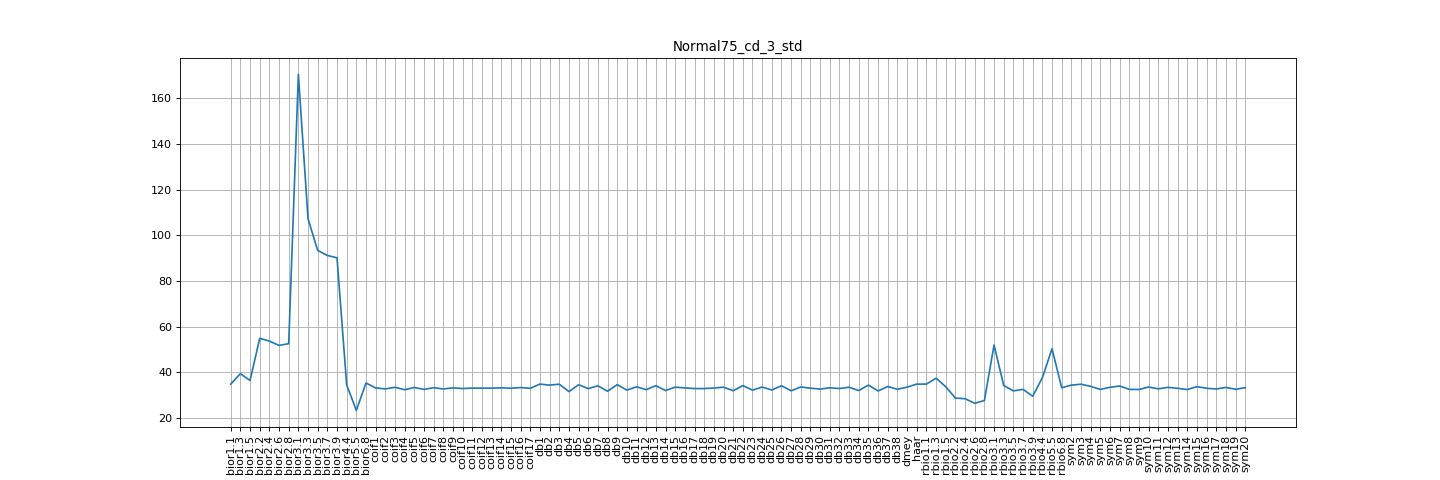 Normal75_cd_3_std
160
140
120
100
80
60
40
20
bior1.1
bior1.3
bior1.5
bior2.2
bior2.4
bior2.6
bior2.8
bior3.1
bior3.3
bior3.5
bior3.7
bior3.9
bior4.4
bior5.5
bior6.8
coif1
coif2
coif3
coif4
coif5
coif6
coif7
coif8
coif9
coif10
coif11
coif12
coif13
coif14
coif15
coif16
coif17
db1
db2
db3
db4
db5
db6
db7
db8
db9
db10
db11
db12
db13
db14
db15
db16
db17
db18
db19
db20
db21
db22
db23
db24
db25
db26
db27
db28
db29
db30
db31
db32
db33
db34
db35
db36
db37
db38
dmey
haar
rbio1.1
rbio1.3
rbio1.5
rbio2.2
rbio2.4
rbio2.6
rbio2.8
rbio3.1
rbio3.3
rbio3.5
rbio3.7
rbio3.9
rbio4.4
rbio5.5
rbio6.8
sym2
sym3
sym4
sym5
sym6
sym7
sym8
sym9
sym10
sym11
sym12
sym13
sym14
sym15
sym16
sym17
sym18
sym19
sym20